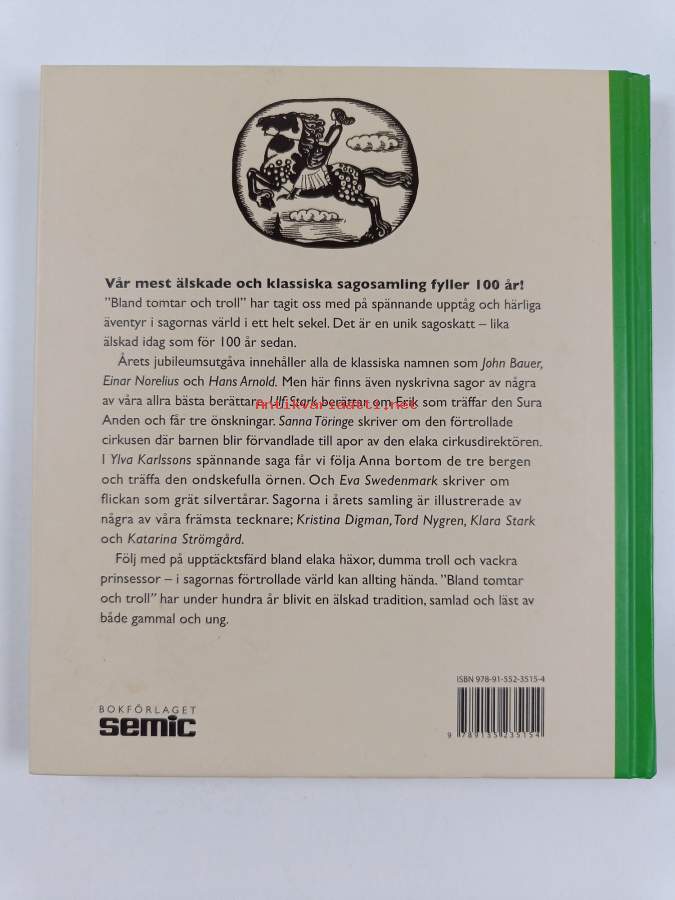 Vår mest älskade och klassiska sagosamling fyller 100 år!
”Bland tomtar och troll” har tagit oss med på spännande upptåg och härliga
äventyr i sagornas värld i ett helt sekel. Det är en unik sagoskatt – lika
älskad idag som för 100 år sedan.
Årets jubileumsutgåva innehåller alla de klassiska namnen som John Bauer,
Einar Norelius och Hans Arnold. Men här finns även nyskrivna sagor av några
av våra allra bästa berättare. Ulf Stark berättar om Erik som träffar den Sura
Antikvariaatti.net
Anden och får tre önskningar. Sanna Töringe skriver om den förtrollade
cirkusen där barnen blir förvandlade till apor av den elaka cirkusdirektören.
I Ylva Karlssons spännande saga får vi följa Anna bortom de tre bergen
och träffa den ondskefulla örnen. Och Eva Swedenmark skriver om
flickan som grät silvertårar. Sagorna i årets samling är illustrerade av
några av våra främsta tecknare; Kristina Digman, Tord Nygren, Klara Stark
och Katarina Strömgård.
Följ med på upptäcktsfärd bland elaka häxor, dumma troll och vackra
prinsessor – i sagornas förtrollade värld kan allting hända. ”Bland tomtar
och troll” har under hundra år blivit en älskad tradition, samlad och läst av
både gammal och ung.
ISBN 978-91-552-3515-4
BOKFÖRLAGET
semic
9 789155 235154